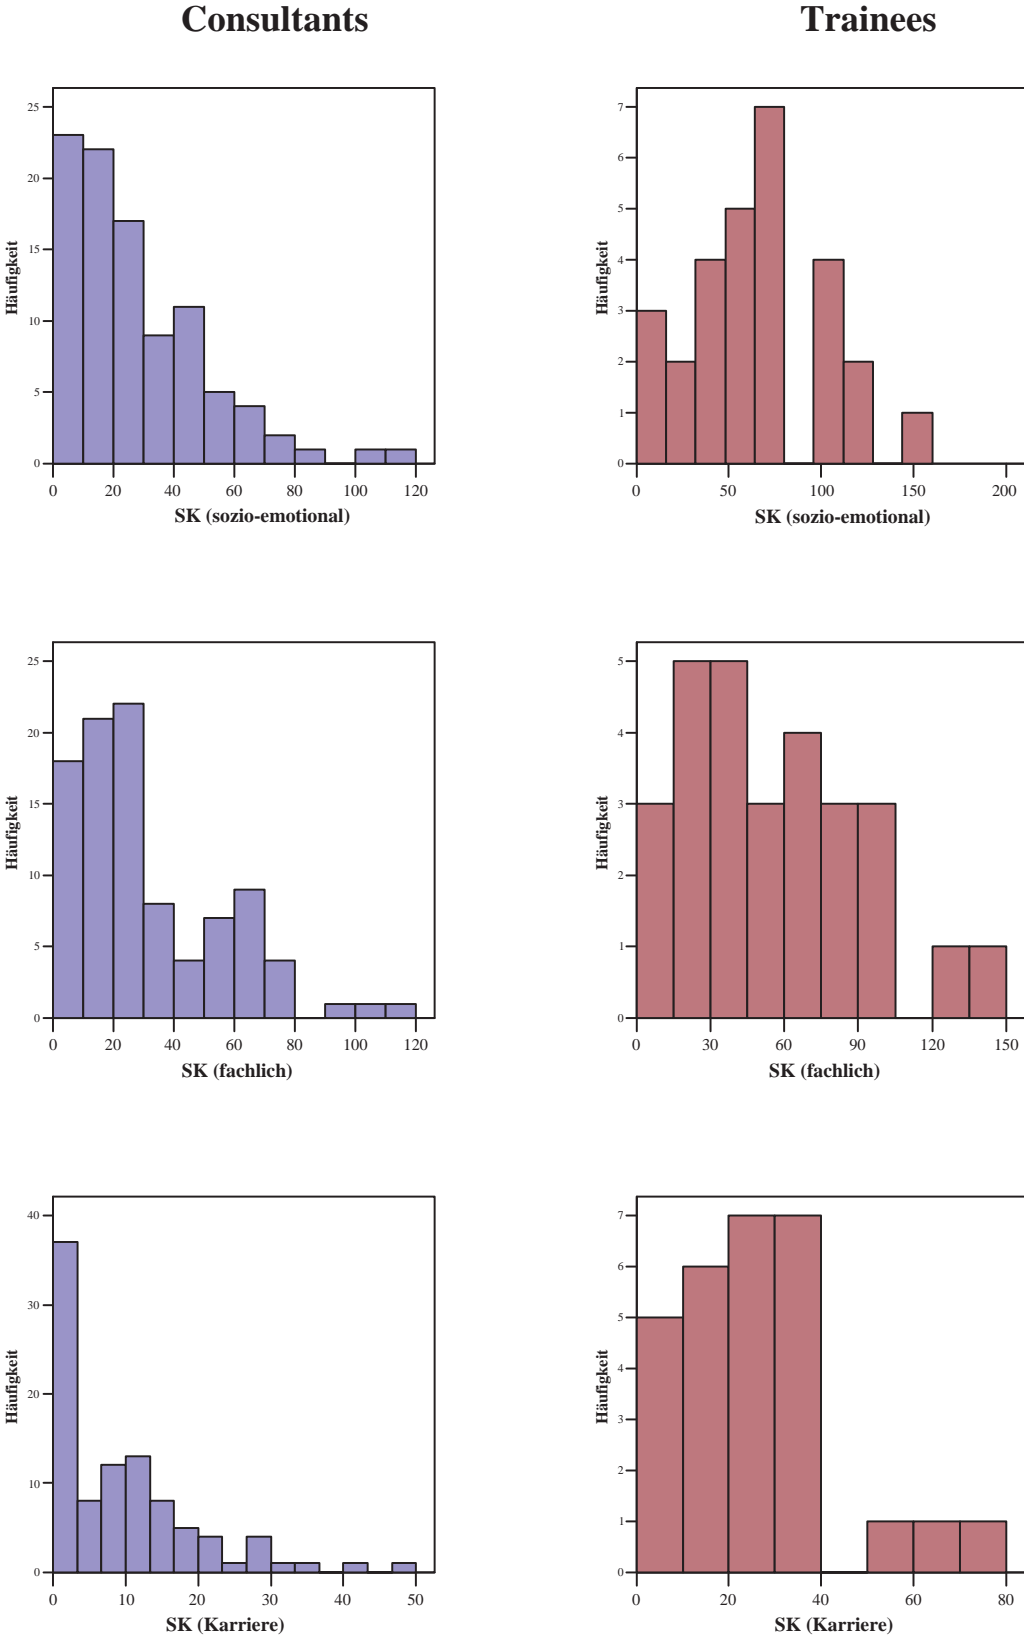 Consultants Trainees
25
20
15
10
5
0
Häufigkeit
0 20 40 60 80 100 120
SK (sozio-emotional)
7
6
5
4
3
2
1
0
Häufigkeit
0 50 100 150 200
SK (sozio-emotional)
25
20
15
10
5
0
Häufigkeit
0 20 40 60 80 100 120
SK (fachlich)
5
4
3
2
1
0
Häufigkeit
0 30 60 90 120 150
SK (fachlich)
40
30
20
10
0
Häufigkeit
0 10 20 30 40 50
SK (Karriere)
7
6
5
4
3
2
1
0
Häufigkeit
0 20 40 60 80
SK (Karriere)